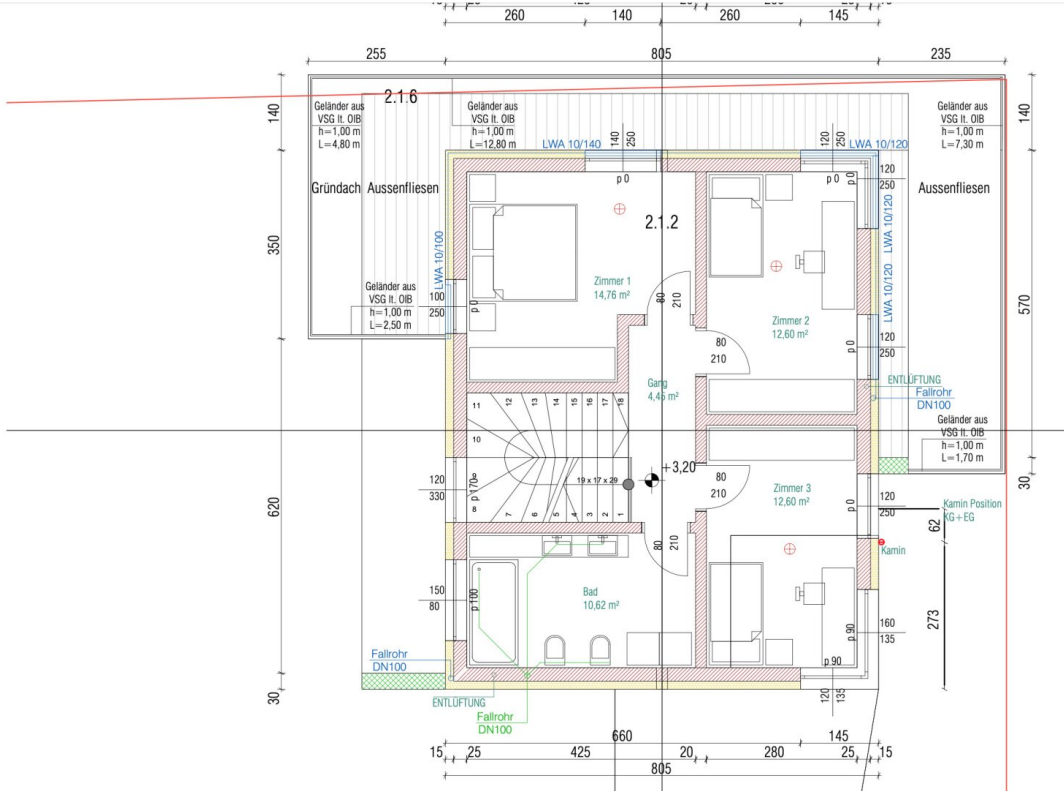 260
140
260
145
255
805
235
140
350
620
30
140
570
30
2.1.6
Geländer aus
VSG lt. OIB
h=1,00 m
L=4,80 m
Geländer aus
VSG lt. OIB
h=1,00 m
L=12,80 m
LWA 10/140
140
250
120
250
LWA 10/120
Geländer aus
VSG lt. OIB
h=1,00 m
L=7,30 m
Gründach
Aussenfliesen
Aussenfliesen
p 0
p 0
p 0
120
250
2.1.2
LWA 10/100
LWA 10/120
LWA 10/120
Geländer aus
VSG lt. OIB
h=1,00 m
L=2,50 m
100
250
p 0
Zimmer 1
14,76 m²
80
210
Zimmer 2
12,60 m²
80
210
p 0
120
250
Gang
ENTLÜFTUNG
Fallrohr
DN100
Geländer aus
VSG lt. OIB
h=1,00 m
L=1,70 m
11
12
13
14
15
16
17
18
10
9
8
7
6
5
4
3
2
1
19 x 17 x 29
+3,20
120
330
p 170
80
210
Zimmer 3
12,60 m²
p 0
120
250
Kamin Position
KG+EG
62
Kamin
273
80
210
150
80
p 100
Bad
10,62 m²
160
135
p 90
p 90
120
135
Fallrohr
DN100
ENTLÜFTUNG
Fallrohr
DN100
660
145
15
25
425
20
280
25
15
805